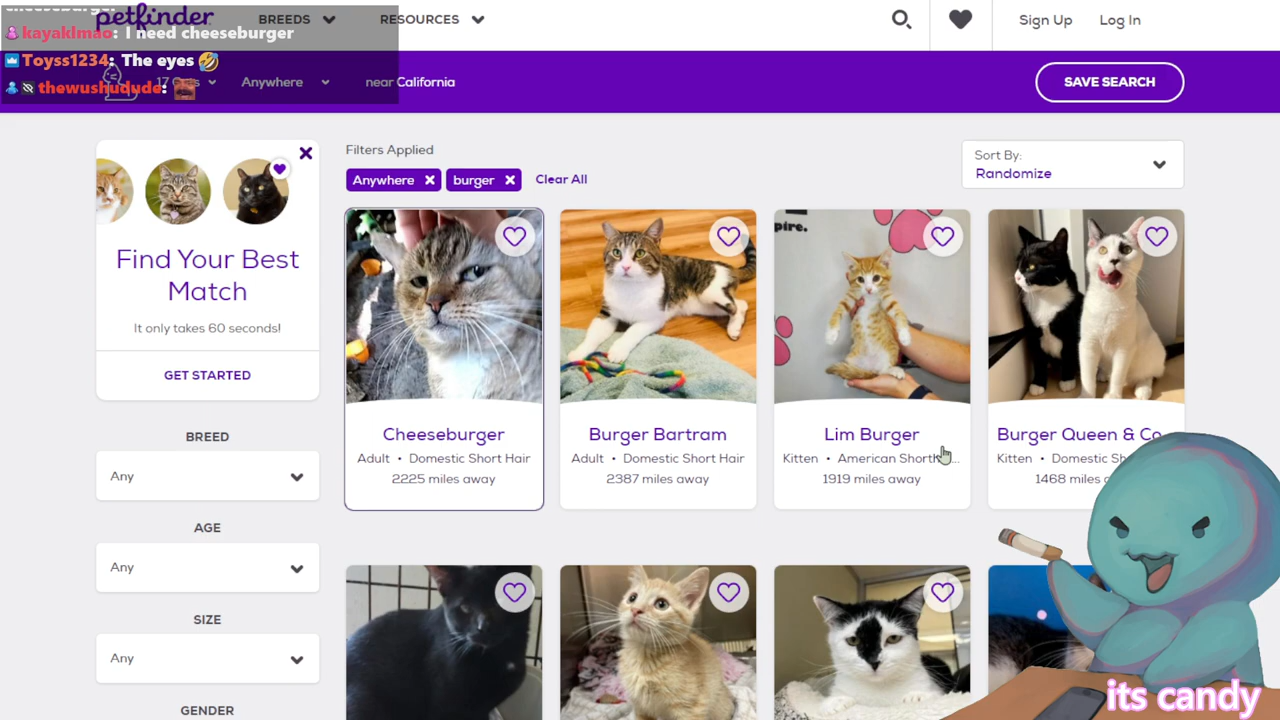 cheeseburger
petfinder
BREEDS
RESOURCES
Sign Up
Log In
kayaklmao: I need cheeseburger
Toyss1234: The eyes 🤣
thewushudude:
Anywhere
near California
SAVE SEARCH
Find Your Best
Match
It only takes 60 seconds!
GET STARTED
Filters Applied
Anywhere
burger
Clear All
Sort By:
Randomize
pire.
Cheeseburger
Adult • Domestic Short Hair
2225 miles away
Burger Bartram
Adult • Domestic Short Hair
2387 miles away
Lim Burger
Kitten • American Shorth...
1919 miles away
Burger Queen & Co
Kitten • Domestic Sh
1468 miles
BREED
Any
AGE
Any
SIZE
Any
GENDER
its candy